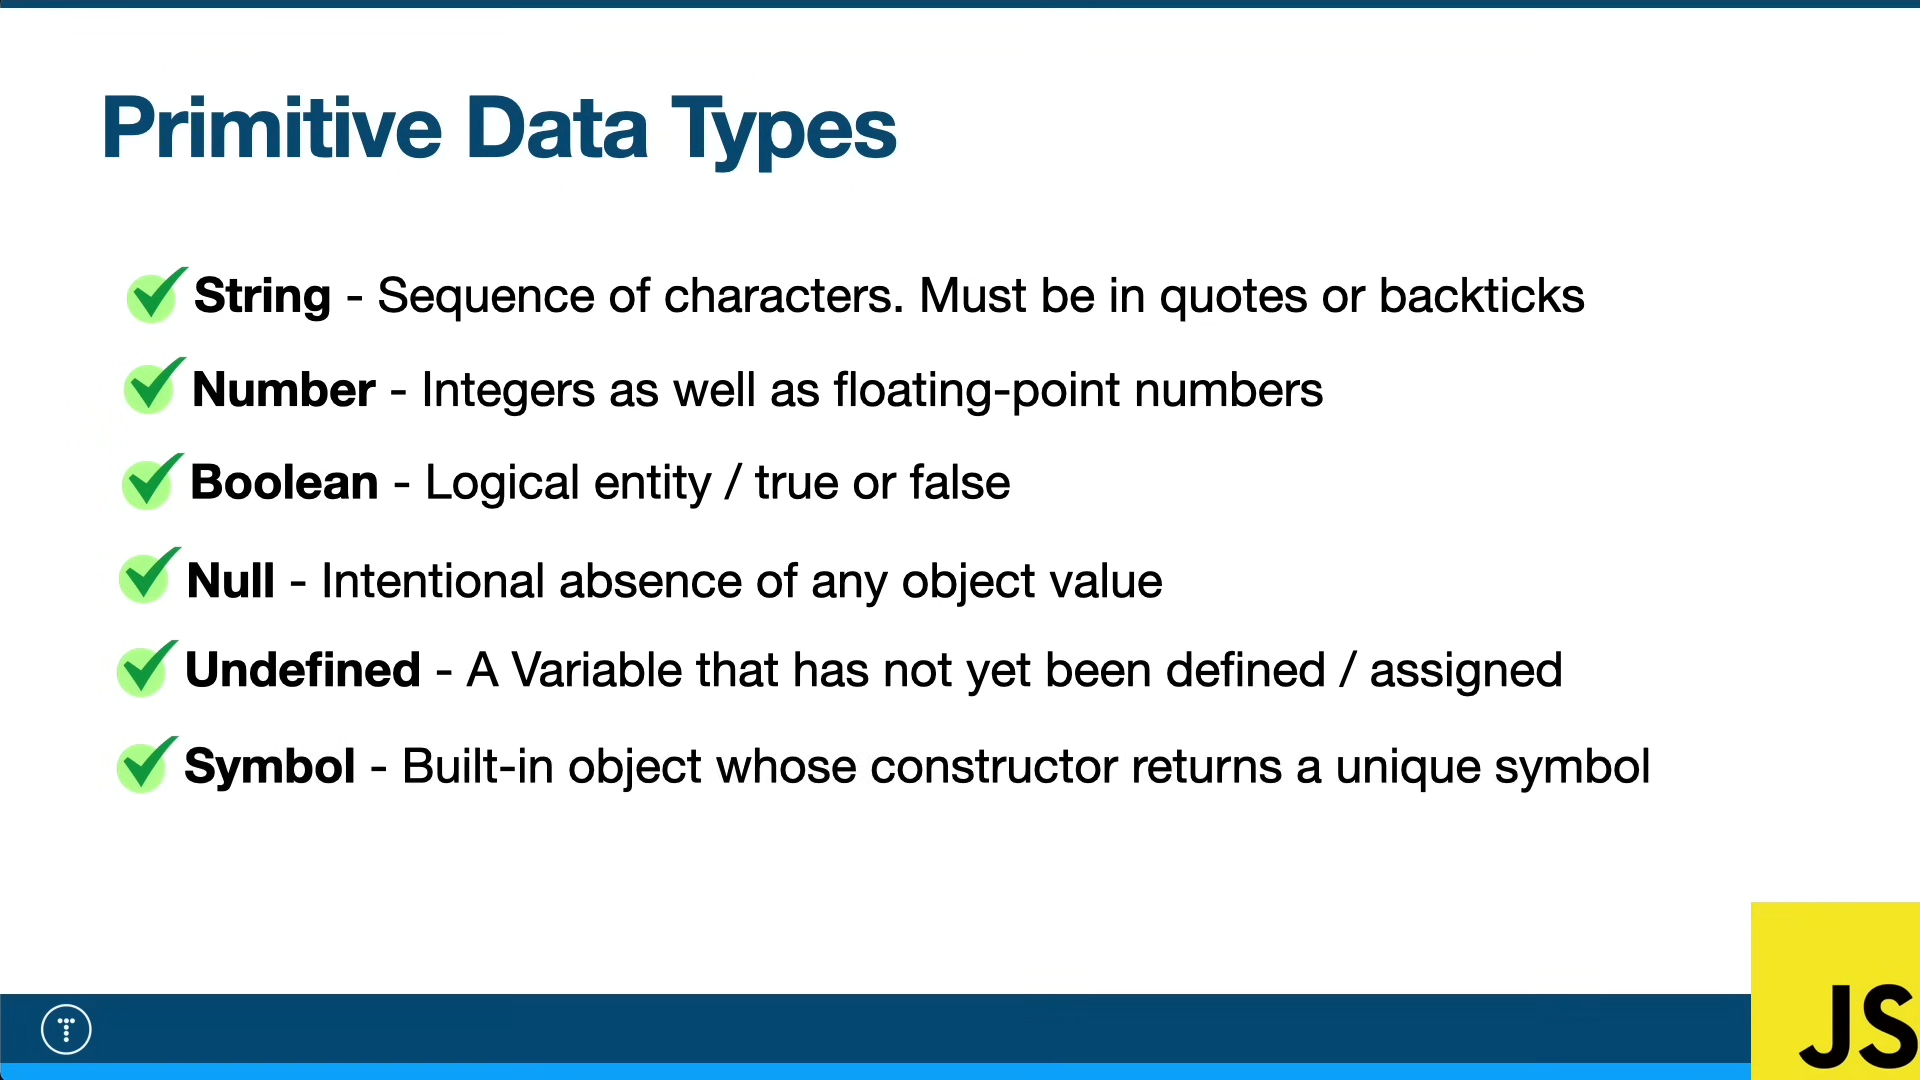 Primitive Data Types
String - Sequence of characters. Must be in quotes or backticks
Number - Integers as well as floating-point numbers
Boolean - Logical entity / true or false
Null - Intentional absence of any object value
Undefined - A Variable that has not yet been defined / assigned
Symbol - Built-in object whose constructor returns a unique symbol
T
JS